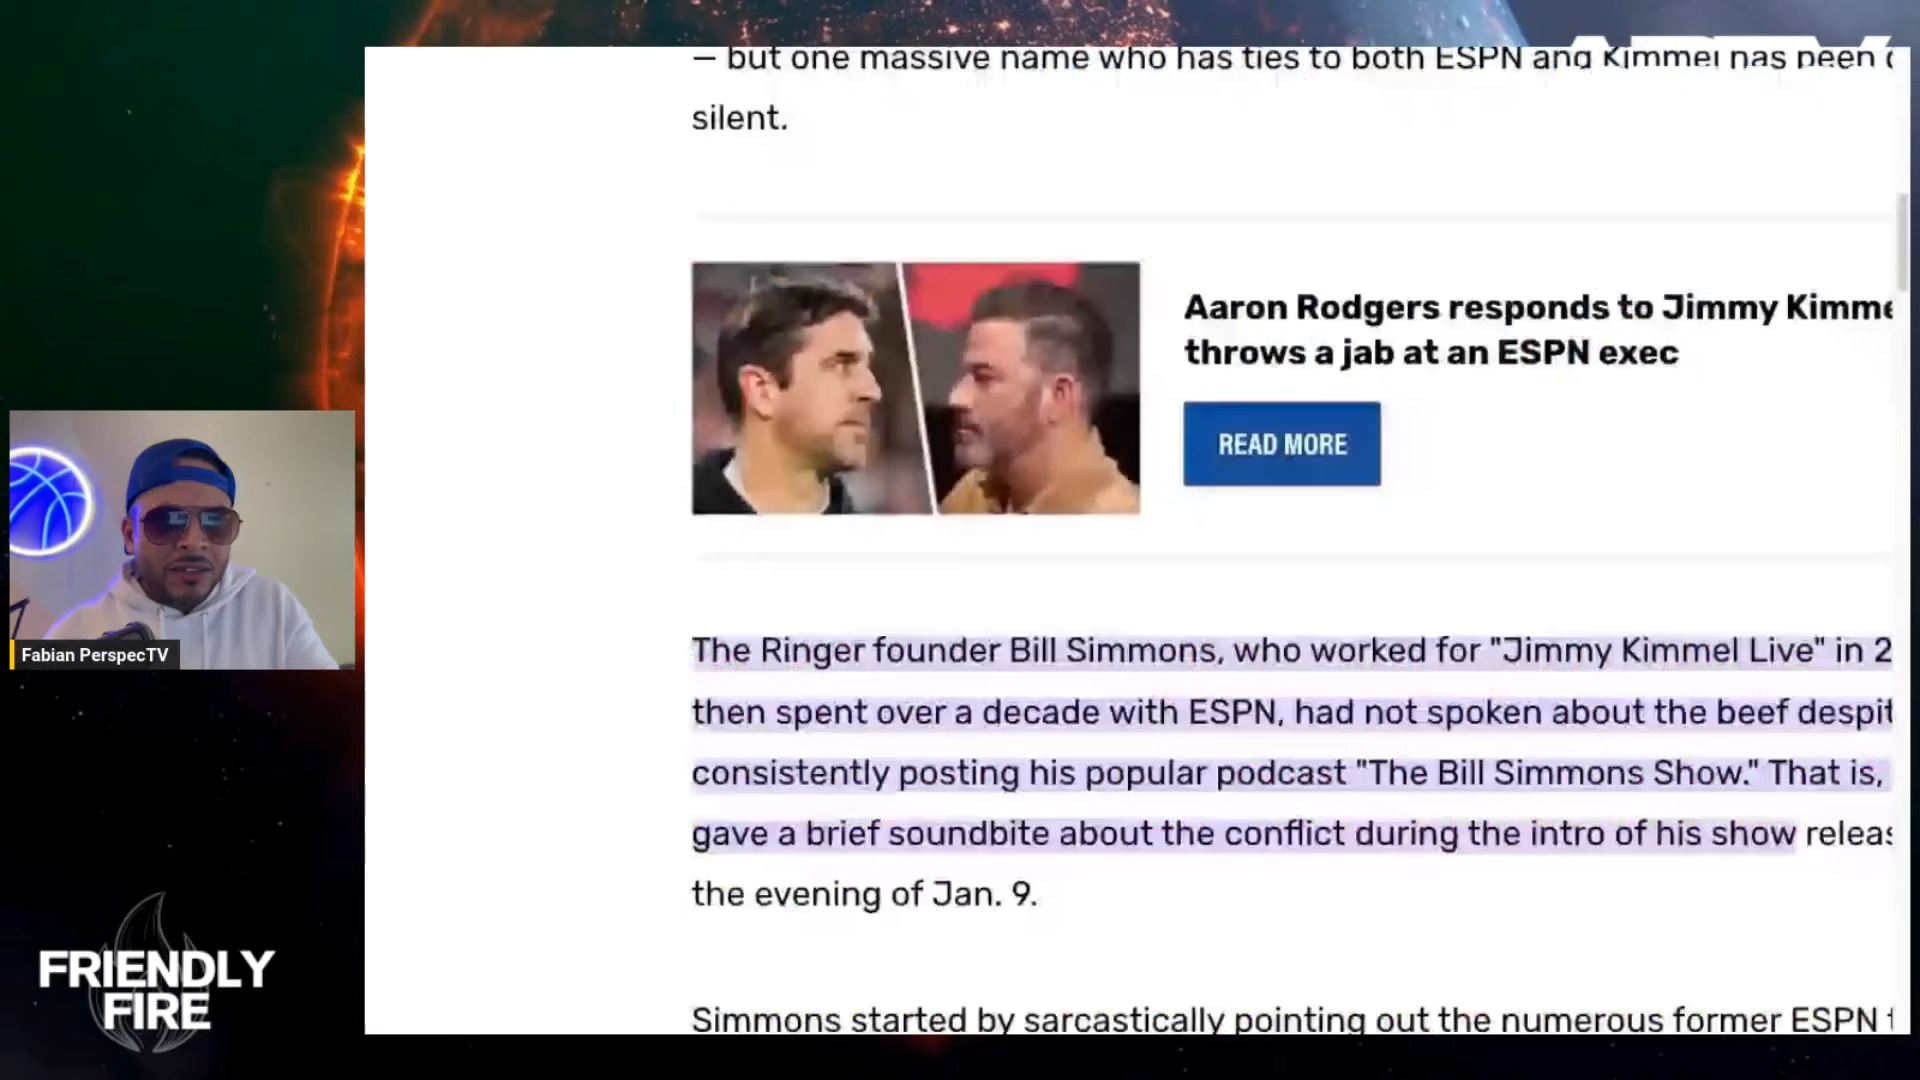 — but one massive name who has ties to both ESPN and Kimmel has been
silent.
Aaron Rodgers responds to Jimmy Kimme
throws a jab at an ESPN exec
READ MORE
The Ringer founder Bill Simmons, who worked for "Jimmy Kimmel Live" in 2
then spent over a decade with ESPN, had not spoken about the beef despit
consistently posting his popular podcast "The Bill Simmons Show." That is,
gave a brief soundbite about the conflict during the intro of his show releas
the evening of Jan. 9.
Simmons started by sarcastically pointing out the numerous former ESPN t
Fabian PerspecTV
FRIENDLY
FIRE